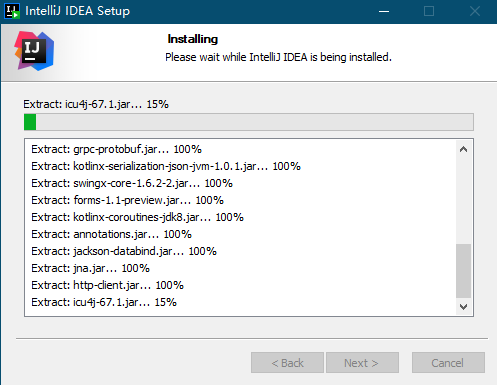 IJ IntelliJ IDEA Setup
IJ
Installing
Please wait while IntelliJ IDEA is being installed.
Extract: icu4j-67.1.jar... 15%
Extract: grpc-protobuf.jar... 100%
Extract: kotlinx-serialization-json-jvm-1.0.1.jar... 100%
Extract: swingx-core-1.6.2-2.jar... 100%
Extract: forms-1.1-preview.jar... 100%
Extract: kotlinx-coroutines-jdk8.jar... 100%
Extract: annotations.jar... 100%
Extract: jackson-databind.jar... 100%
Extract: jna.jar... 100%
Extract: http-client.jar... 100%
Extract: icu4j-67.1.jar... 15%
< Back Next > Cancel